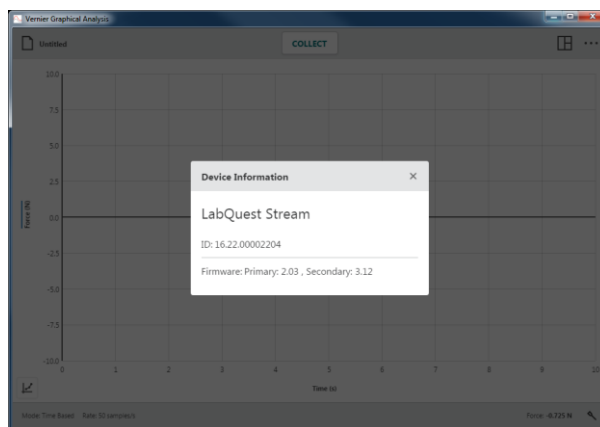 Vernier Graphical Analysis
Untitled
COLLECT
10.0
7.5
5.0
2.5
0.0
-2.5
-5.0
-7.5
-10.0
Force (N)
Device Information
LabQuest Stream
ID: 16.22.00002204
Firmware: Primary: 2.03 , Secondary: 3.12
0 1 2 3 4 5 6 7 8 9 10
Time (s)
Mode: Time Based Rate: 50 samples/s
Force: -0.725 N